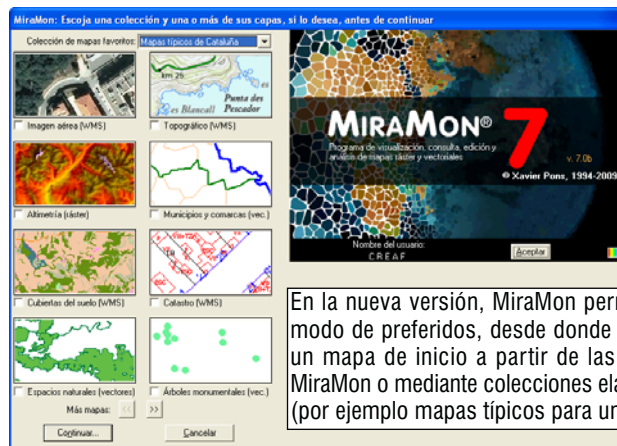 MiraMon: Escoja una colección y una o más de sus capas, si lo desea, antes de continuar
Colección de mapas favoritos: Mapas típicos de Cataluña
km 25
es
es Blancall
Punta des
Pescador
Imagen aérea (WMS)
Topográfico (WMS)
Altimetría (ráster)
Municipios y comarcas (vec.)
Cubiertas del suelo (WMS)
Catastro (WMS)
Espacios naturales (vectores)
Árboles monumentales (vec.)
Más mapas: << >>
Continuar...
Cancelar
MIRAMON® 7
Programa de visualización, consulta, edición y
análisis de mapas ráster y vectoriales
v. 7.0b
© Xavier Pons, 1994-2009
Nombre del usuario:
CREAF
Aceptar
En la nueva versión, MiraMon per
modo de preferidos, desde donde
un mapa de inicio a partir de las
MiraMon o mediante colecciones ela
(por ejemplo mapas típicos para un